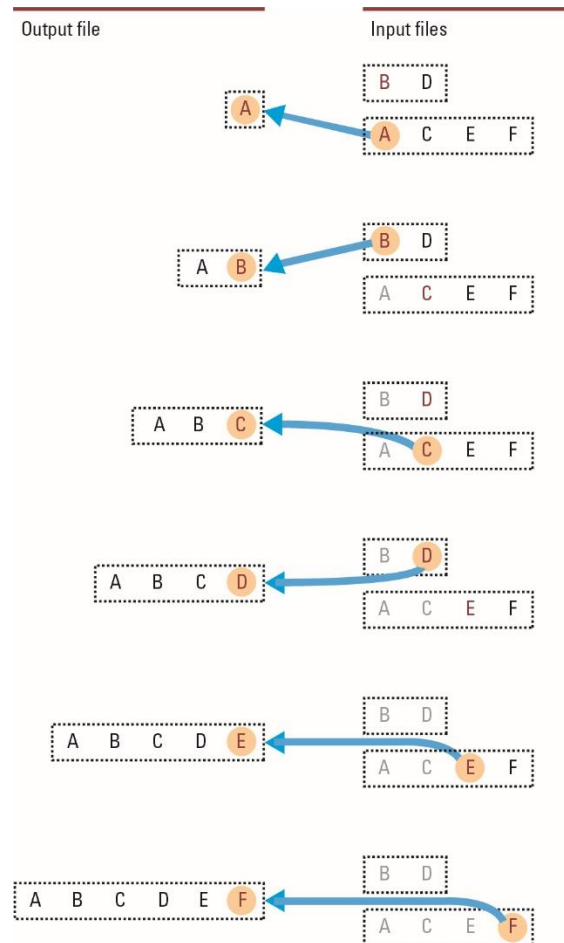 Output file
Input files
B D
A
A C E F
B D
A B
A C E F
B D
A B C
A C E F
B D
A B C D
A C E F
B D
A B C D E
A C E F
B D
A B C D E F
A C E F